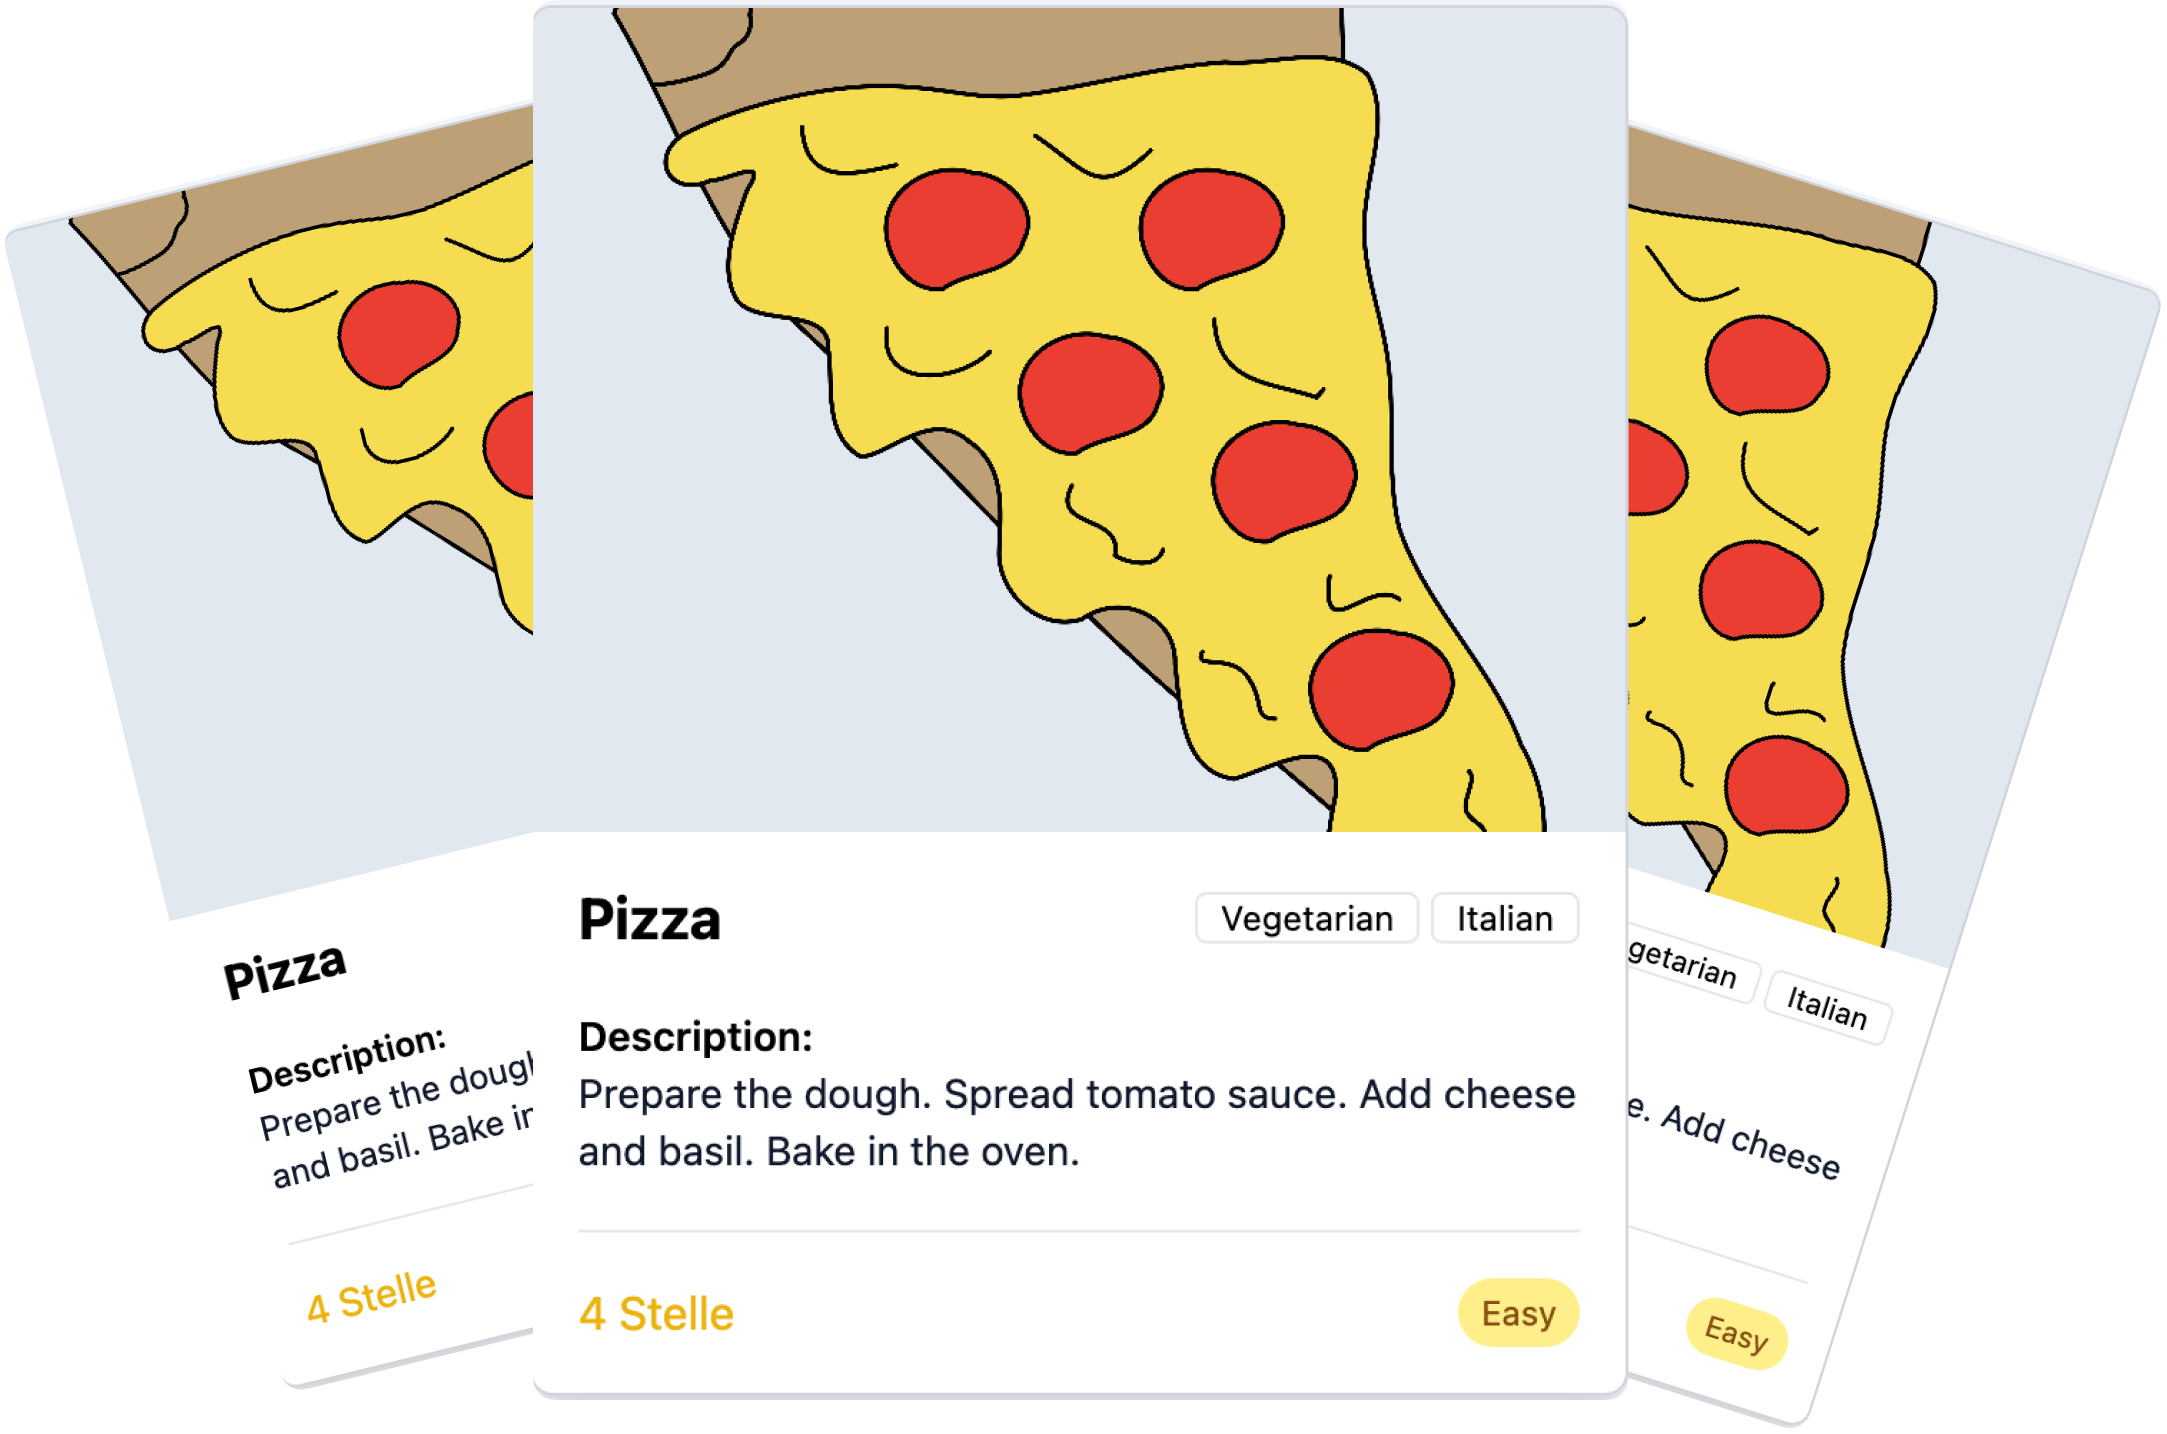 Pizza
Description:
Prepare the dough
and basil. Bake in
4 Stelle
Pizza
Vegetarian
Italian
Description:
Prepare the dough. Spread tomato sauce. Add cheese
and basil. Bake in the oven.
4 Stelle
Easy
getarian
Italian
e. Add cheese
Easy